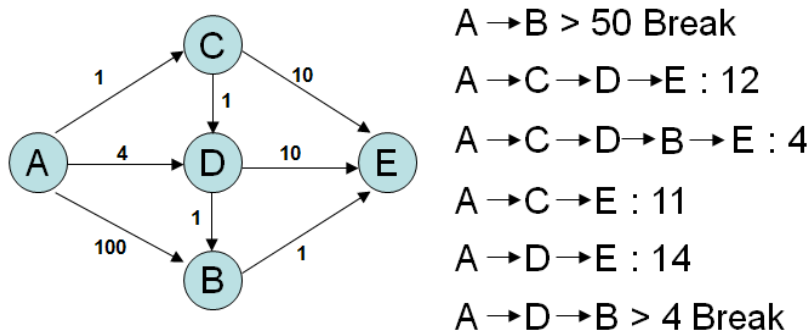 C
1
10
1
A
4
D
10
E
1
100
1
B
A→B > 50 Break
A→C→D→E : 12
A→C→D→B→E : 4
A→C→E : 11
A→D→E : 14
A→D→B > 4 Break